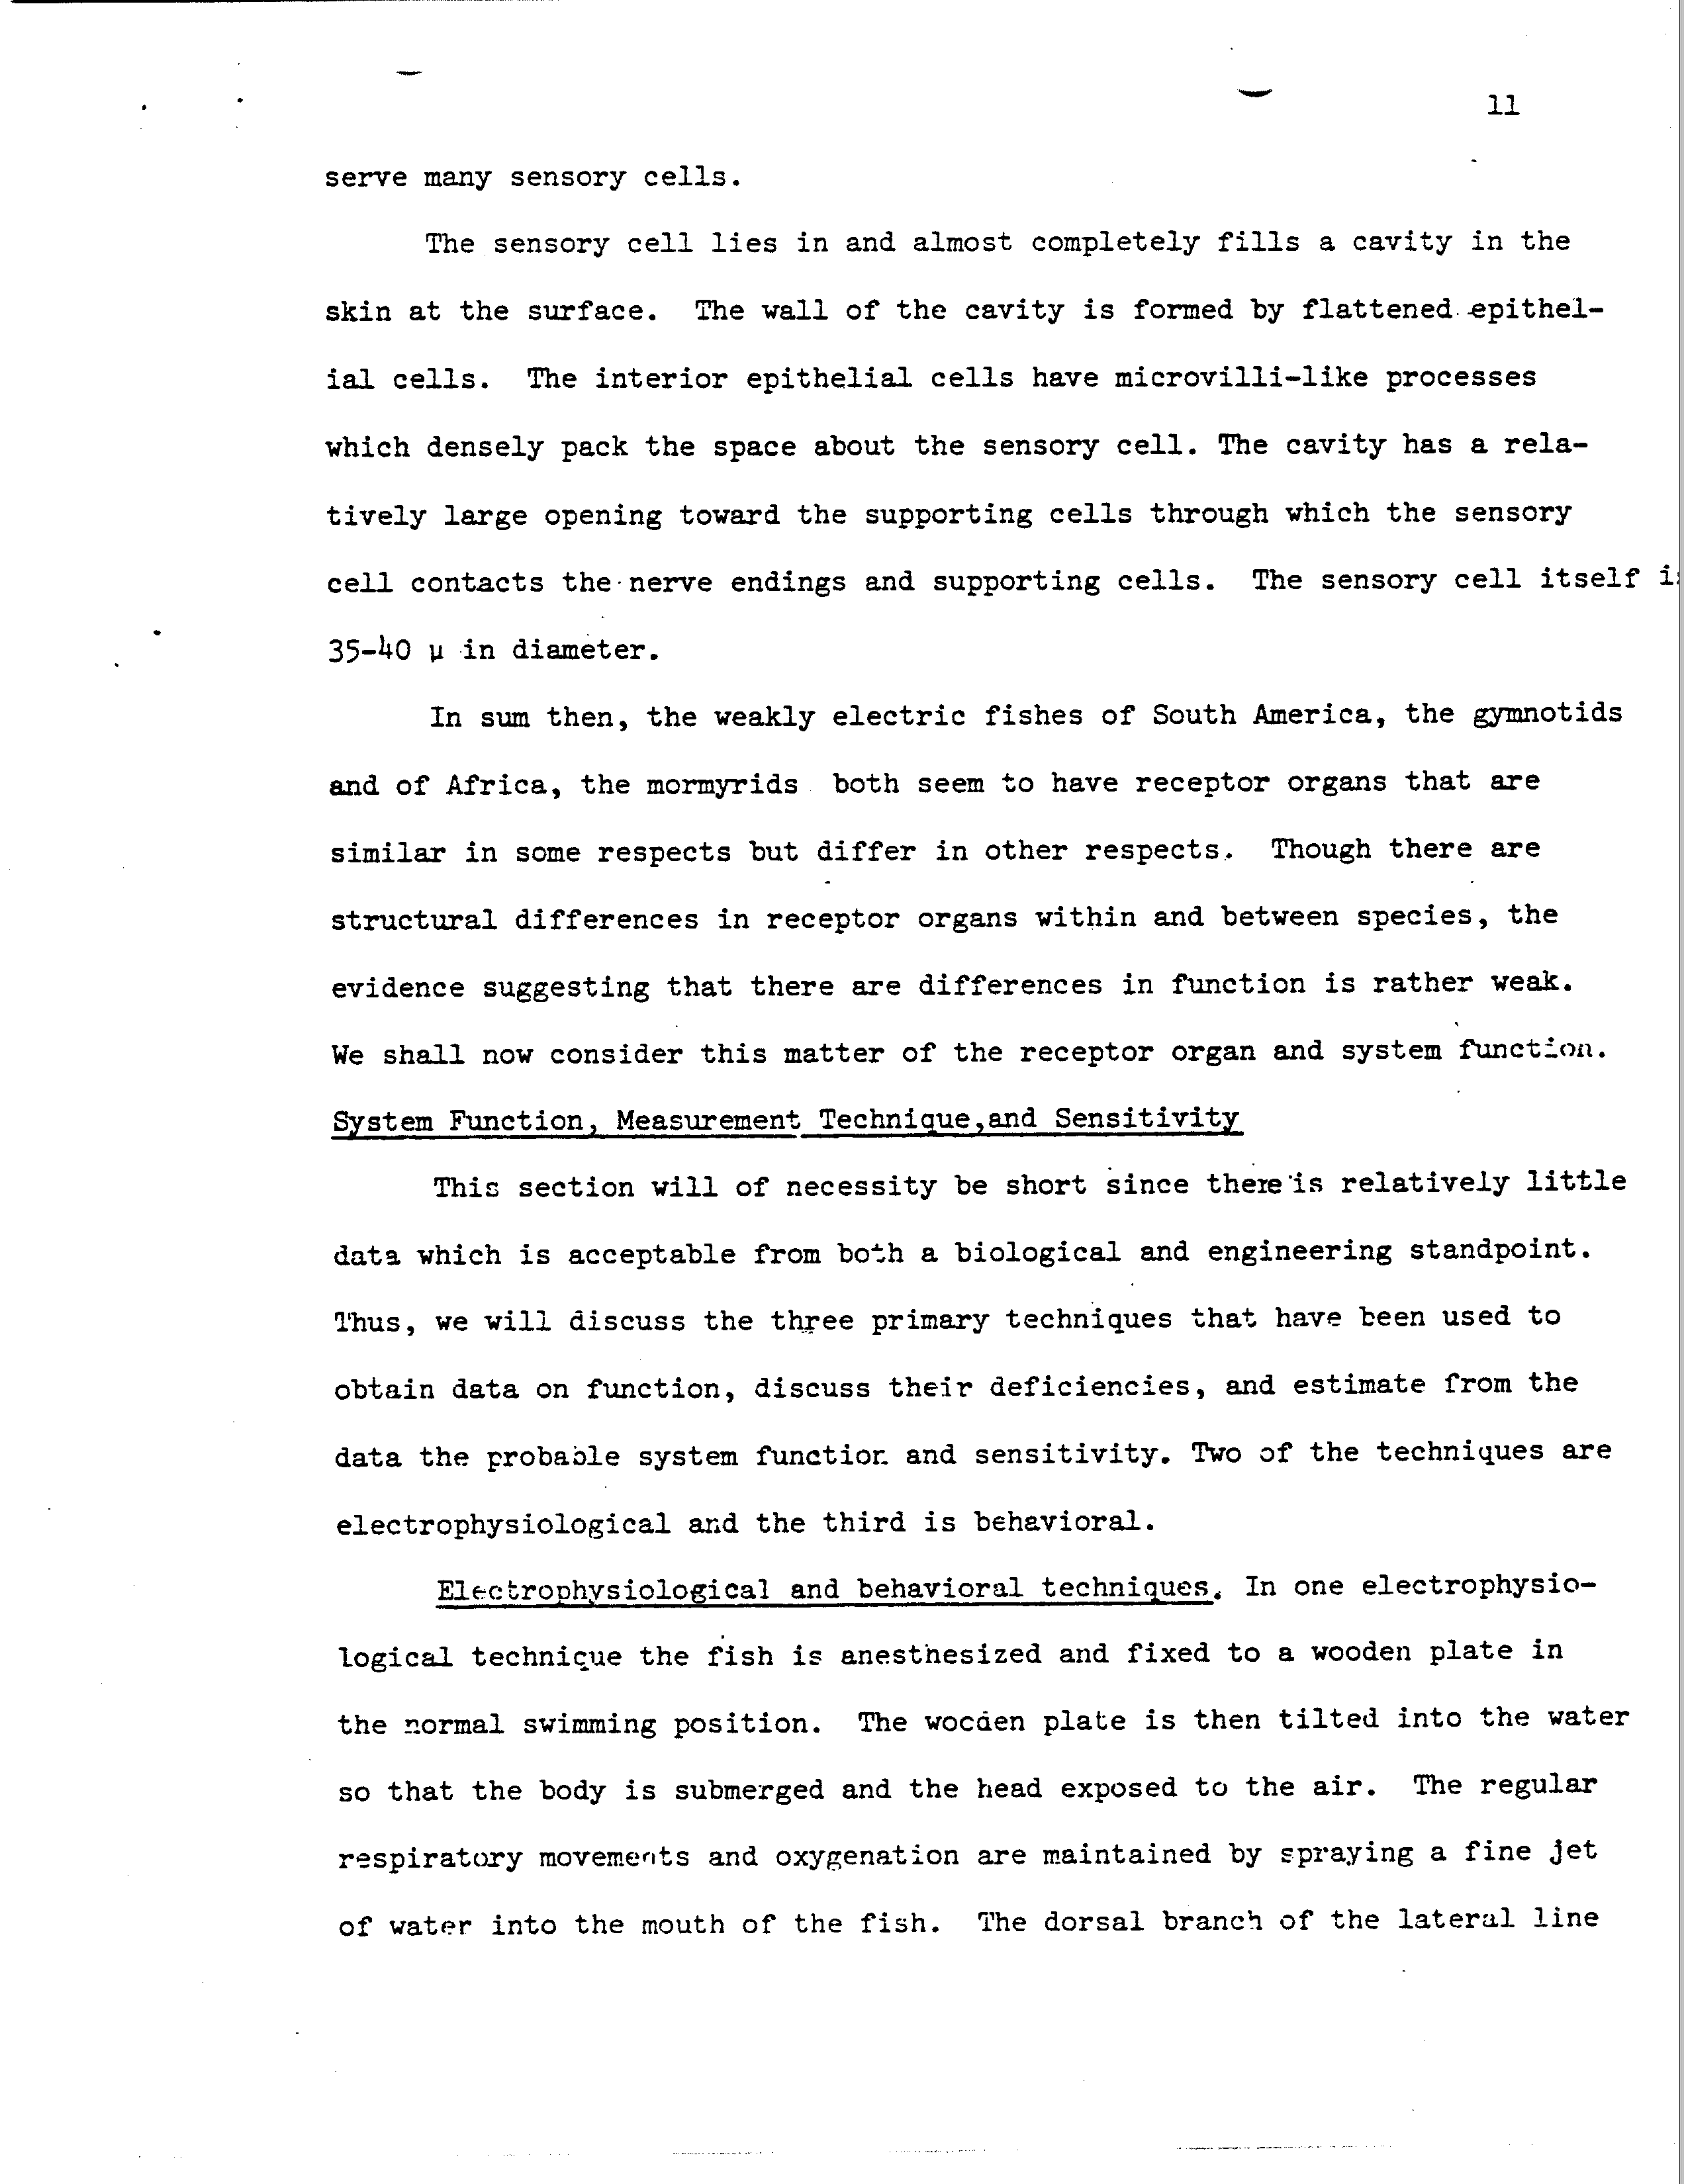 11
serve many sensory cells.
The sensory cell lies in and almost completely fills a cavity in the
skin at the surface. The wall of the cavity is formed by flattened epithel-
ial cells. The interior epithelial cells have microvilli-like processes
which densely pack the space about the sensory cell. The cavity has a rela-
tively large opening toward the supporting cells through which the sensory
cell contacts the nerve endings and supporting cells. The sensory cell itself
35-40 μ in diameter.
In sum then, the weakly electric fishes of South America, the gymnotids
and of Africa, the mormyrids both seem to have receptor organs that are
similar in some respects but differ in other respects. Though there are
structural differences in receptor organs within and between species, the
evidence suggesting that there are differences in function is rather weak.
We shall now consider this matter of the receptor organ and system function.
System Function, Measurement Technique,and Sensitivity
This section will of necessity be short since there is relatively little
data which is acceptable from both a biological and engineering standpoint.
Thus, we will discuss the three primary techniques that have been used to
obtain data on function, discuss their deficiencies, and estimate from the
data the probable system function and sensitivity. Two of the techniques are
electrophysiological and the third is behavioral.
Electrophysiological and behavioral techniques. In one electrophysio-
logical technique the fish is anesthesized and fixed to a wooden plate in
the normal swimming position. The wooden plate is then tilted into the water
so that the body is submerged and the head exposed to the air. The regular
respiratory movements and oxygenation are maintained by spraying a fine jet
of water into the mouth of the fish. The dorsal branch of the lateral line